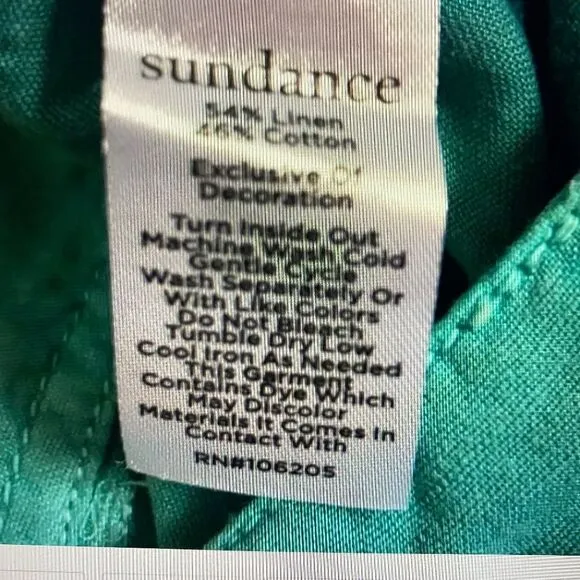 sundance
54% Linen
46% Cotton
Exclusive Of
Decoration
Turn Inside Out
Machine Wash Cold
Gentle Cycle
Wash Separately Or
With Like Colors
Do Not Bleach
Tumble Dry Low
Cool Iron As Needed
This Garment
Contains Dye Which
May Discolor
Materials It Comes In
Contact With
RN#106205